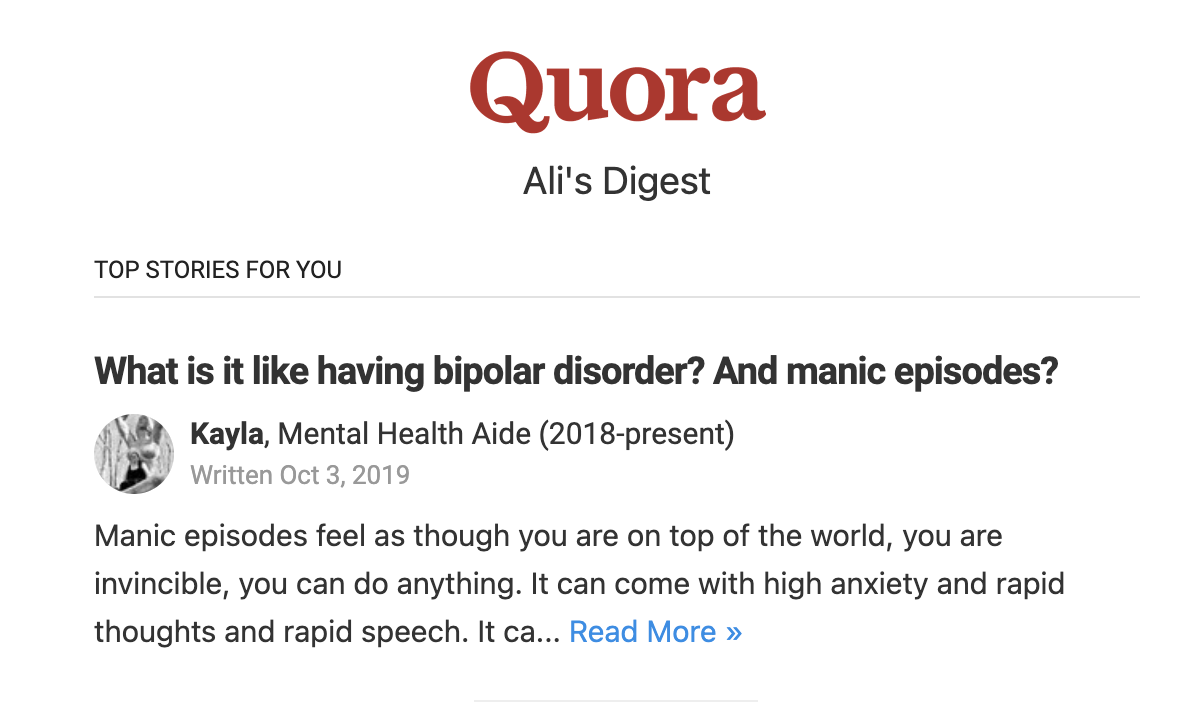 Quora
Ali's Digest
TOP STORIES FOR YOU
What is it like having bipolar disorder? And manic episodes?
Kayla, Mental Health Aide (2018-present)
Written Oct 3, 2019
Manic episodes feel as though you are on top of the world, you are
invincible, you can do anything. It can come with high anxiety and rapid
thoughts and rapid speech. It ca... Read More »